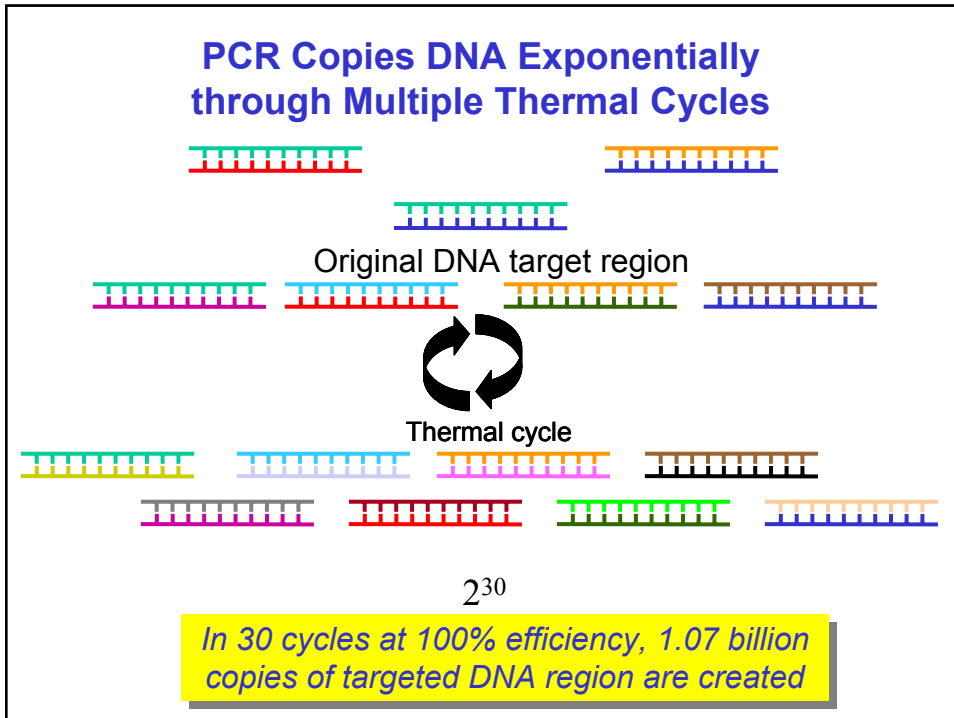 PCR Copies DNA Exponentially
through Multiple Thermal Cycles
Original DNA target region
Thermal cycle
2³⁰
In 30 cycles at 100% efficiency, 1.07 billion
copies of targeted DNA region are created